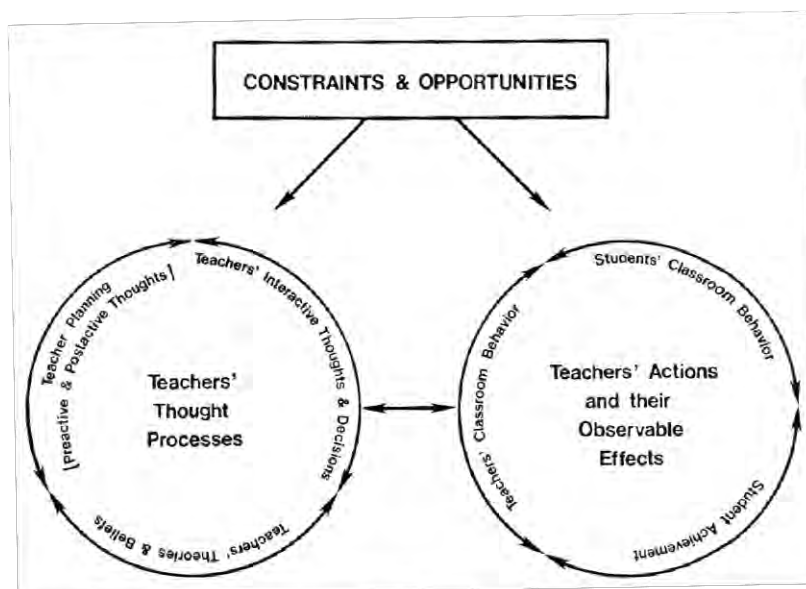 CONSTRAINTS & OPPORTUNITIES
Teacher Planning
[Preactive & Postactive Thoughts]
Teachers' Interactive Thoughts & Decisions
Teachers' Theories & Beliefs
Teachers'
Thought
Processes
Students' Classroom Behavior
Teachers' Classroom Behavior
Student Achievement
Teachers' Actions
and their
Observable
Effects